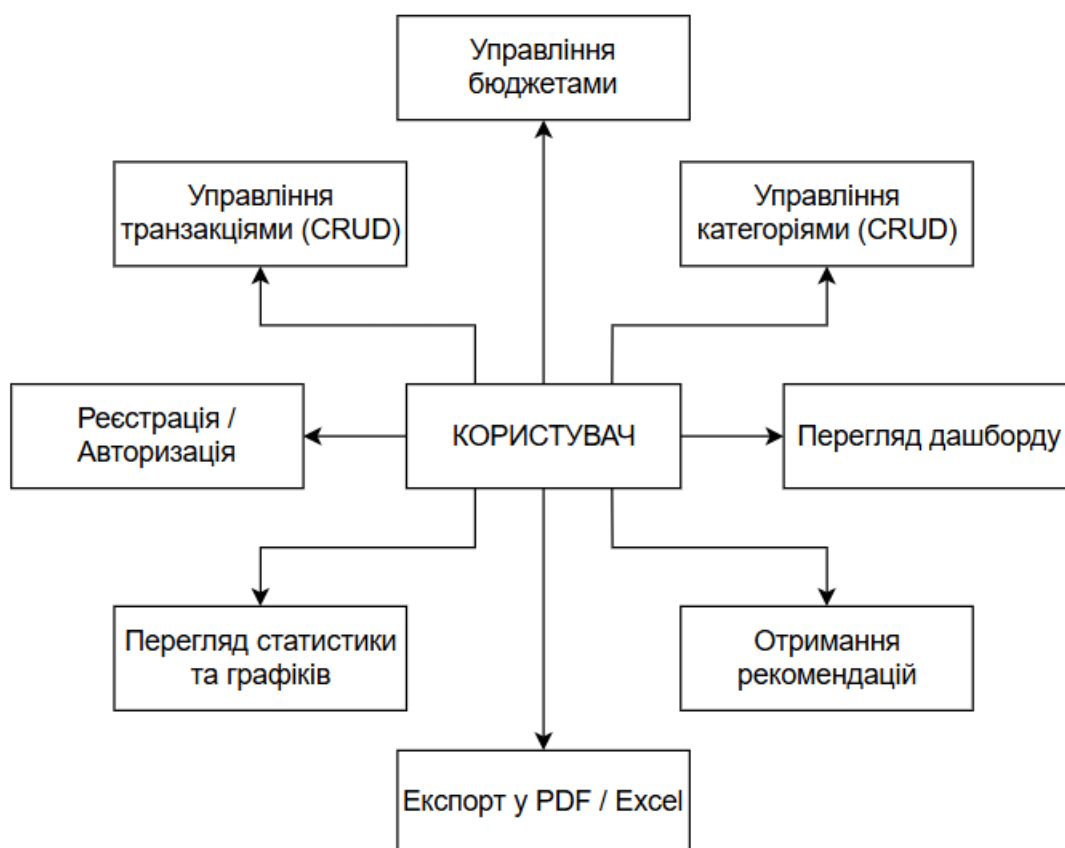 Управління
бюджетами
Управління
транзакціями (CRUD)
Управління
категоріями (CRUD)
Реєстрація /
Авторизація
КОРИСТУВАЧ
Перегляд дашборду
Перегляд статистики
та графіків
Отримання
рекомендацій
Експорт у PDF / Excel